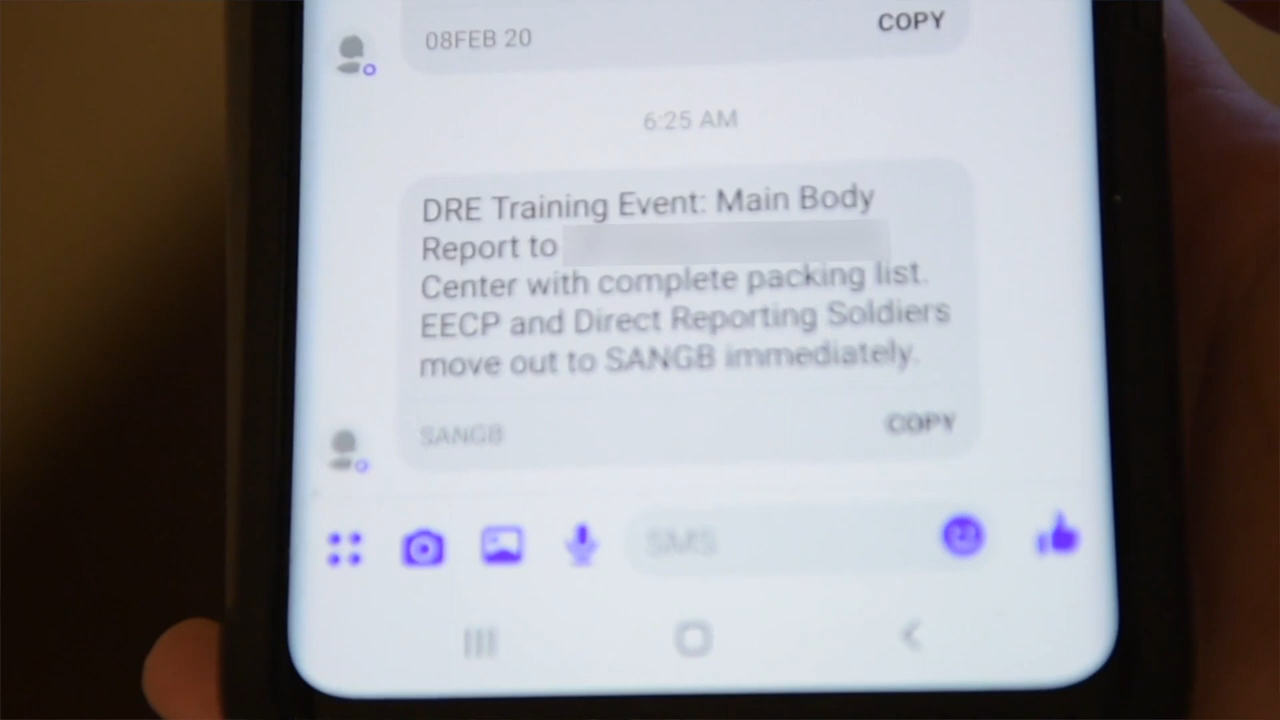 08FEB 20
COPY
6:25 AM
DRE Training Event: Main Body
Report to
Center with complete packing list.
EECP and Direct Reporting Soldiers
move out to SANGB immediately.
SANGB
COPY
SMS